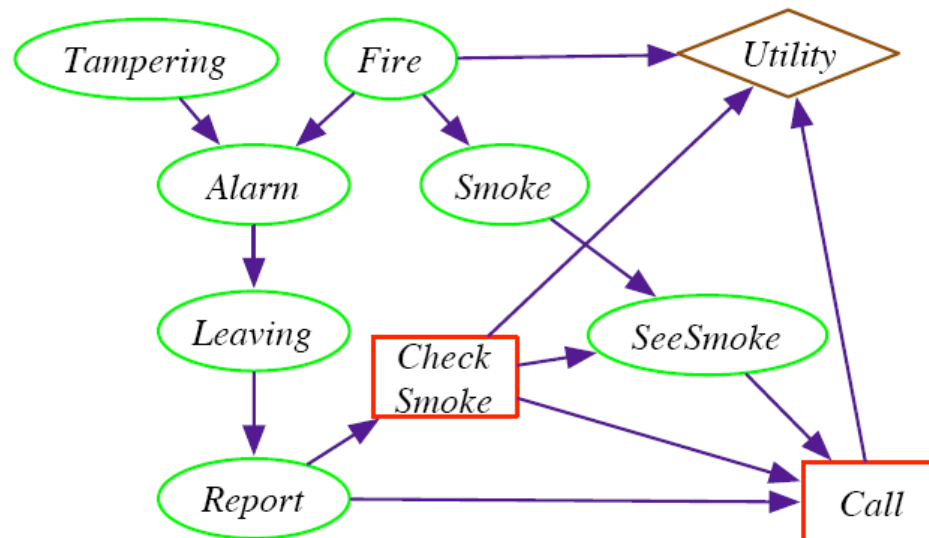 Tampering
Fire
Utility
Alarm
Smoke
Leaving
Check
Smoke
SeeSmoke
Report
Call